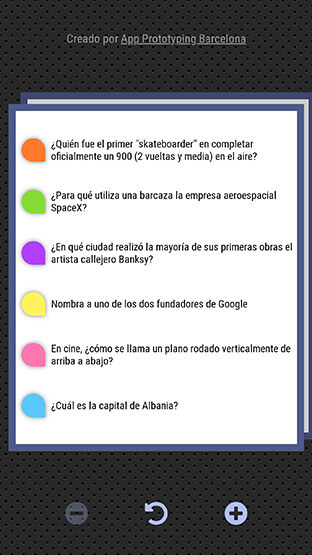 Creado por App Prototyping Barcelona
¿Quién fue el primer "skateboarder" en completar
oficialmente un 900 (2 vueltas y media) en el aire?
¿Para qué utiliza una barcaza la empresa aeroespacial
SpaceX?
¿En qué ciudad realizó la mayoría de sus primeras obras el
artista callejero Banksy?
Nombra a uno de los dos fundadores de Google
En cine, ¿cómo se llama un plano rodado verticalmente de
arriba a abajo?
¿Cuál es la capital de Albania?